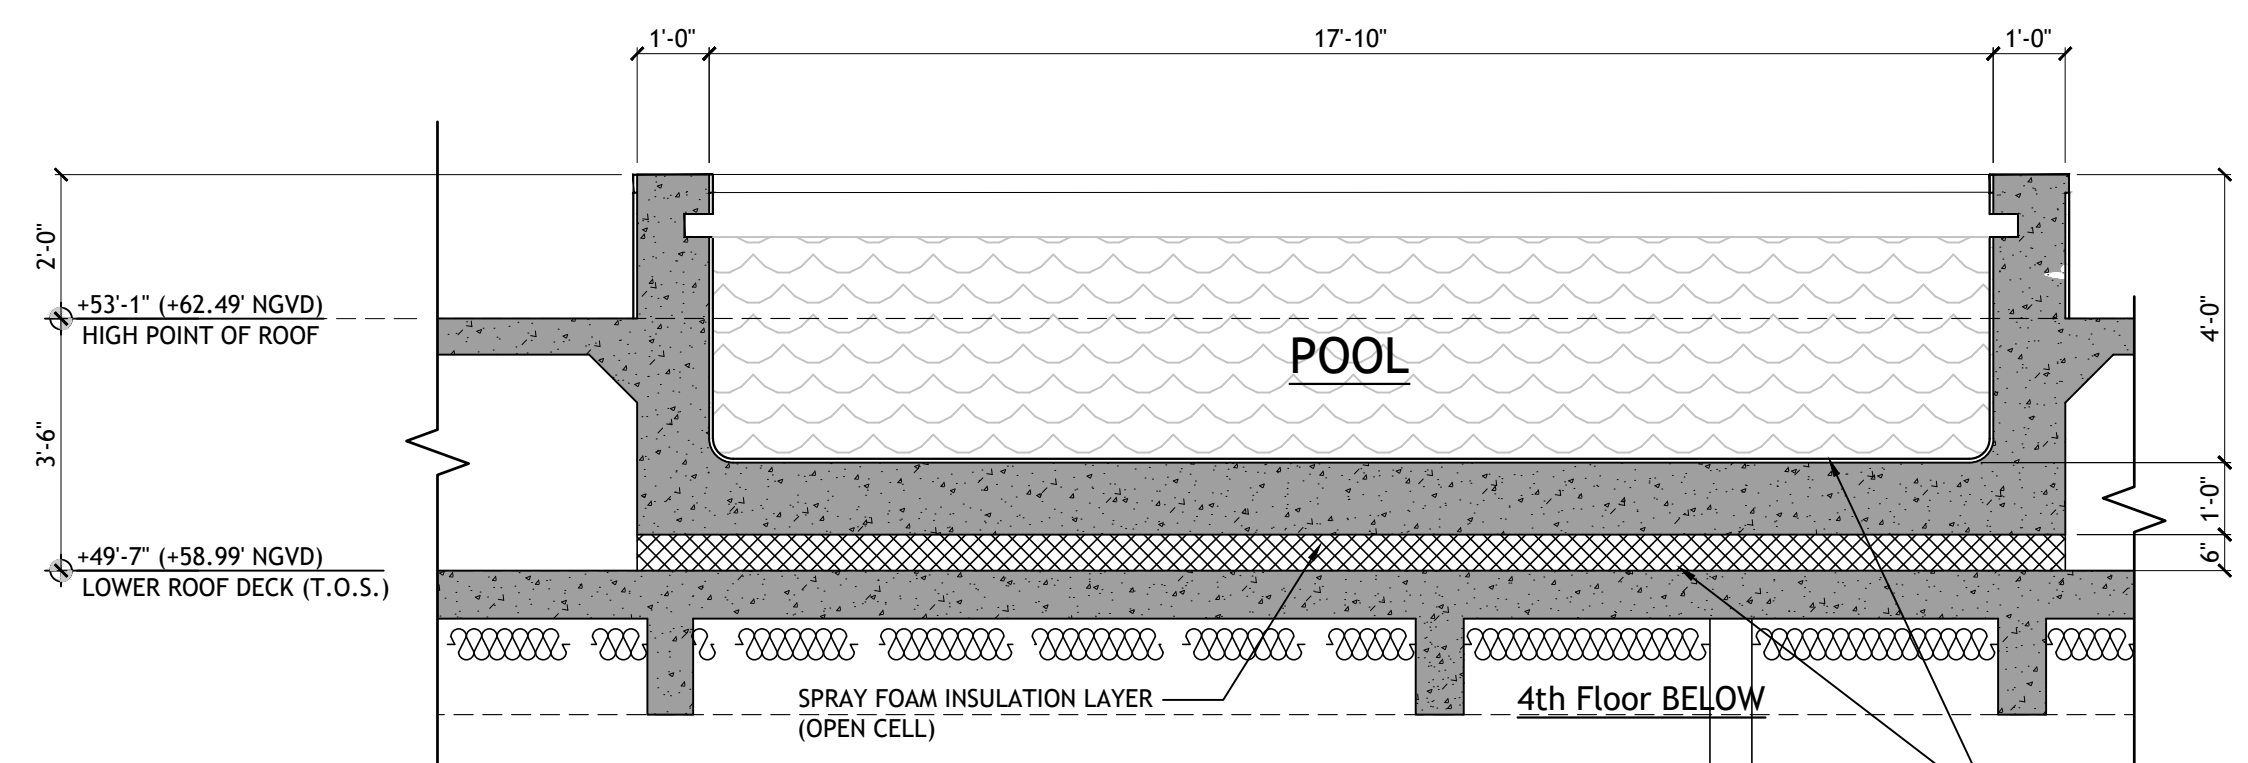 1'-0"
17'-10"
1'-0"
2'-0"
+53'-1" (+62.49' NGVD)
HIGH POINT OF ROOF
POOL
4'-0"
3'-6"
1'-0"
+49'-7" (+58.99' NGVD)
LOWER ROOF DECK (T.O.S.)
6"
SPRAY FOAM INSULATION LAYER
(OPEN CELL)
4th Floor BELOW